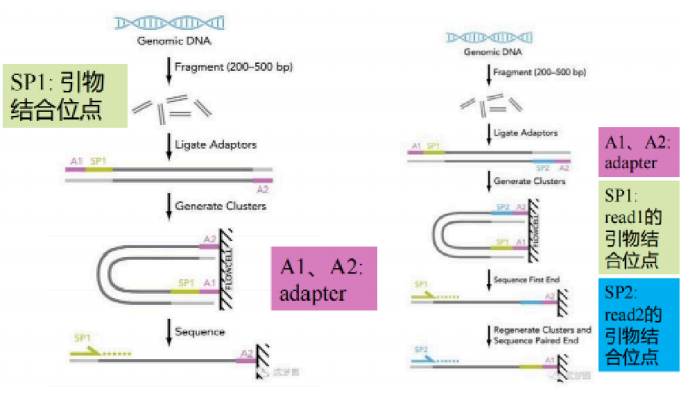 Genomic DNA
Fragment (200–500 bp)
SP1: 引物
结合位点
Ligate Adaptors
A1 SP1
A2
Generate Clusters
A2
SP1 A1
FLOWCELL
A1、A2:
adapter
Sequence
SP1
A2
Genomic DNA
Fragment (200–500 bp)
Ligate Adaptors
A1 SP1
SP2 A2
Generate Clusters
SP2 A2
SP1 A1
FLOWCELL
Sequence First End
SP1
A2
Regenerate Clusters and
Sequence Paired End
SP2
A1
A1、A2:
adapter
SP1:
read1的
引物结
合位点
SP2:
read2的
引物结
合位点